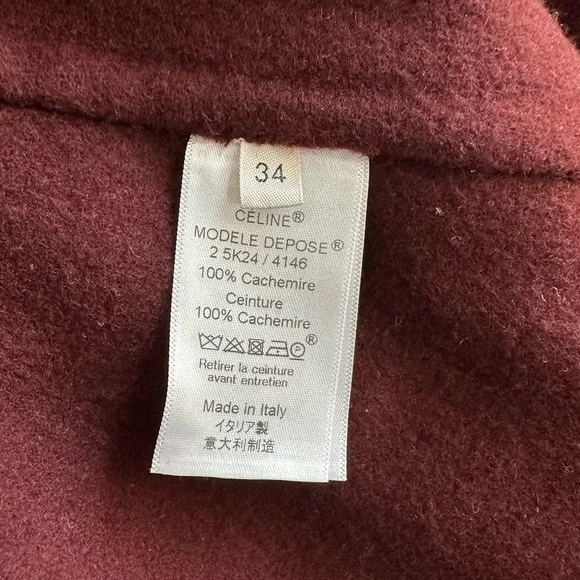 34
CÉLINE®
MODELE DEPOSE®
2 5K24 / 4146
100% Cachemire
Ceinture
100% Cachemire
P®
Retirer la ceinture
avant entretien
Made in Italy
イタリア製
意大利制造